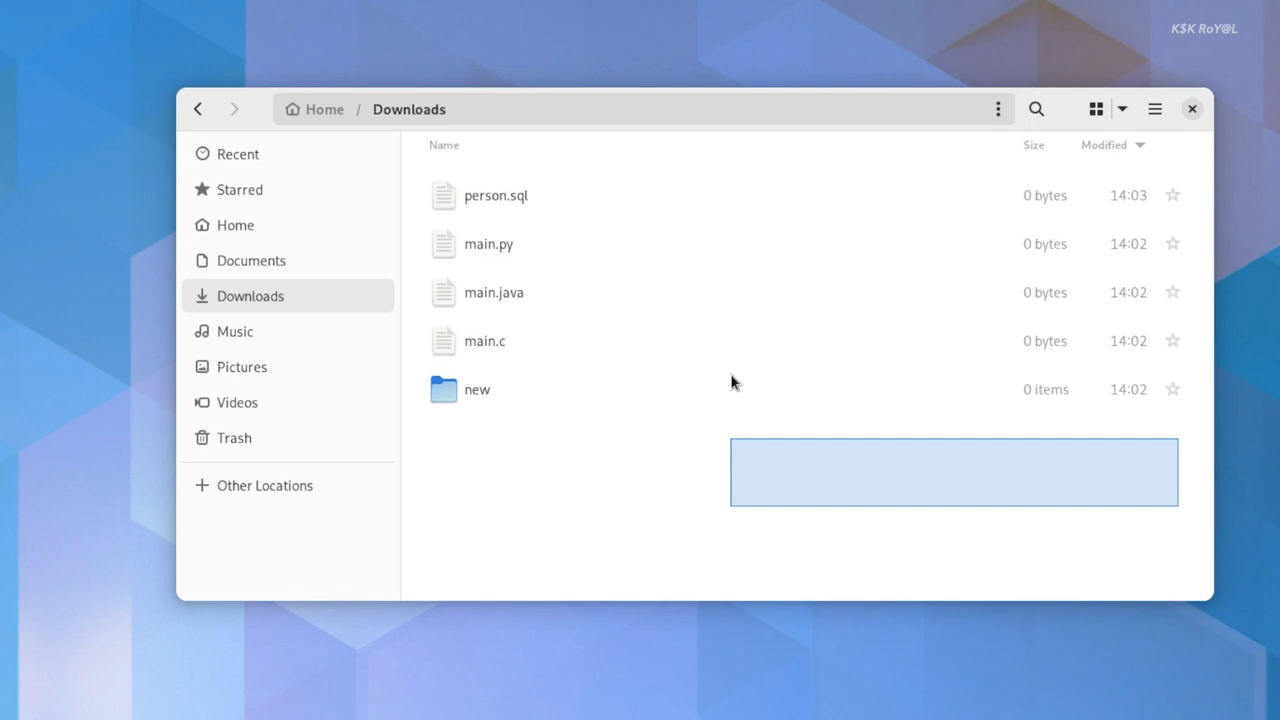 K$K RoY@L
Home / Downloads
Recent
Starred
Home
Documents
Downloads
Music
Pictures
Videos
Trash
Other Locations
Name Size Modified
person.sql 0 bytes 14:03
main.py 0 bytes 14:02
main.java 0 bytes 14:02
main.c 0 bytes 14:02
new 0 items 14:02